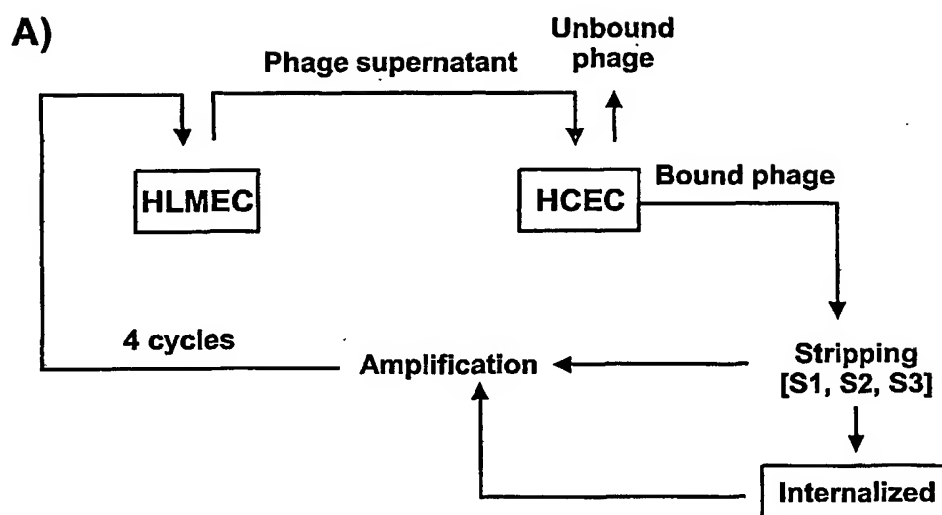 A)
Unbound
phage
Phage supernatant
HLMEC
HCEC
Bound phage
4 cycles
Amplification
Stripping
[S1, S2, S3]
Internalized